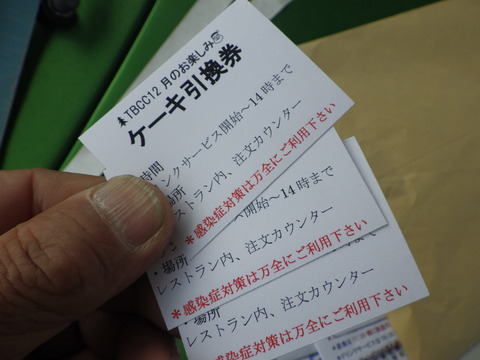 TBCC12月のお楽しみ
ケーキ引換券
時間
ンクサービス開始～14時まで
場所
レストラン内、注文カウンター
＊感染症対策は万全にご利用下さい
開始～14時まで
・場所
レストラン内、注文カウンター
＊感染症対策は万全にご利用下さい
まで
・場所
レストラン内、注文カウンター
感染症対策は万全にご利用下さい